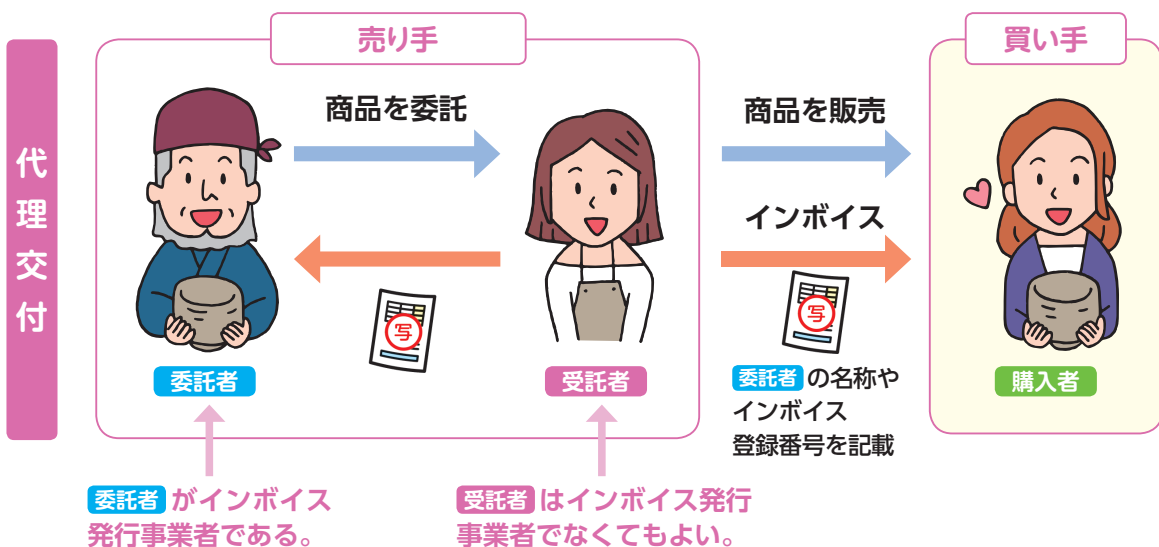 代理交付
売り手
買い手
商品を委託
商品を販売
インボイス
写
写
委託者
受託者
委託者 の名称や
インボイス
登録番号を記載
購入者
委託者 がインボイス
発行事業者である。
受託者 はインボイス発行
事業者でなくてもよい。